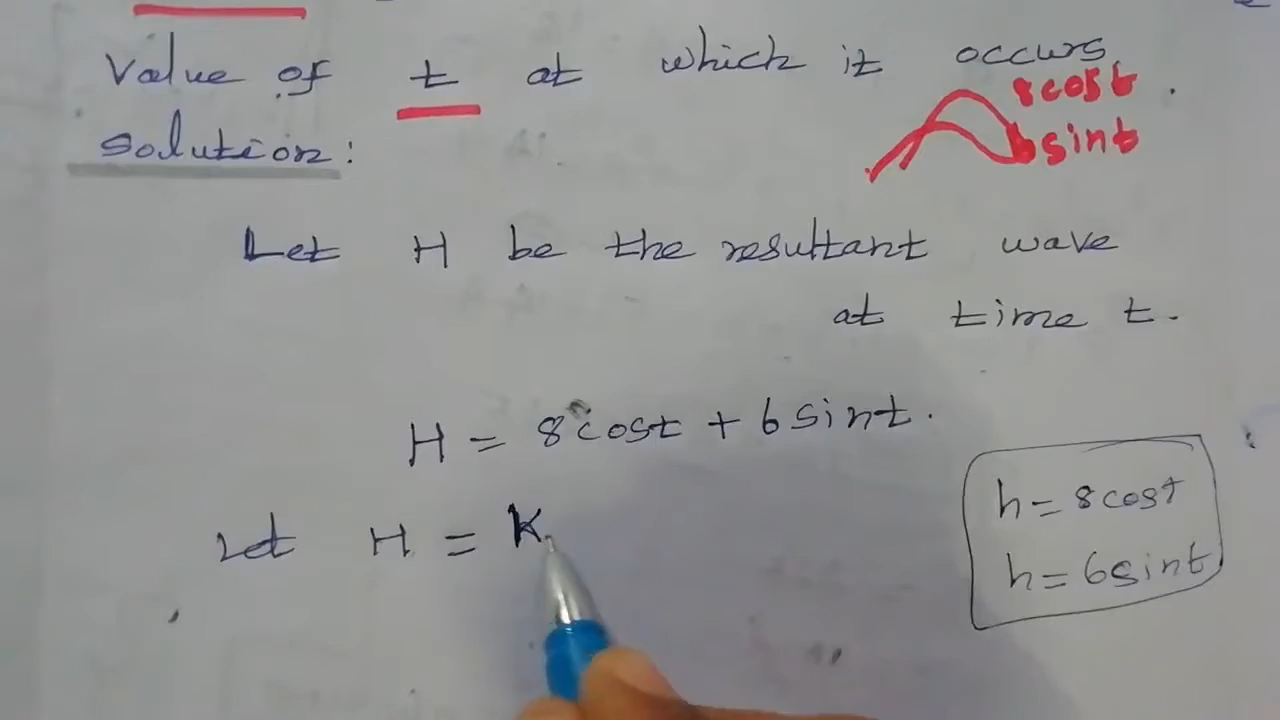 Value of t at which it occurs.
8cost
6sint
Solution:
Let H be the resultant wave
at time t.
H = 8cost + 6sint.
h = 8cost
Let H = K
h = 6sint